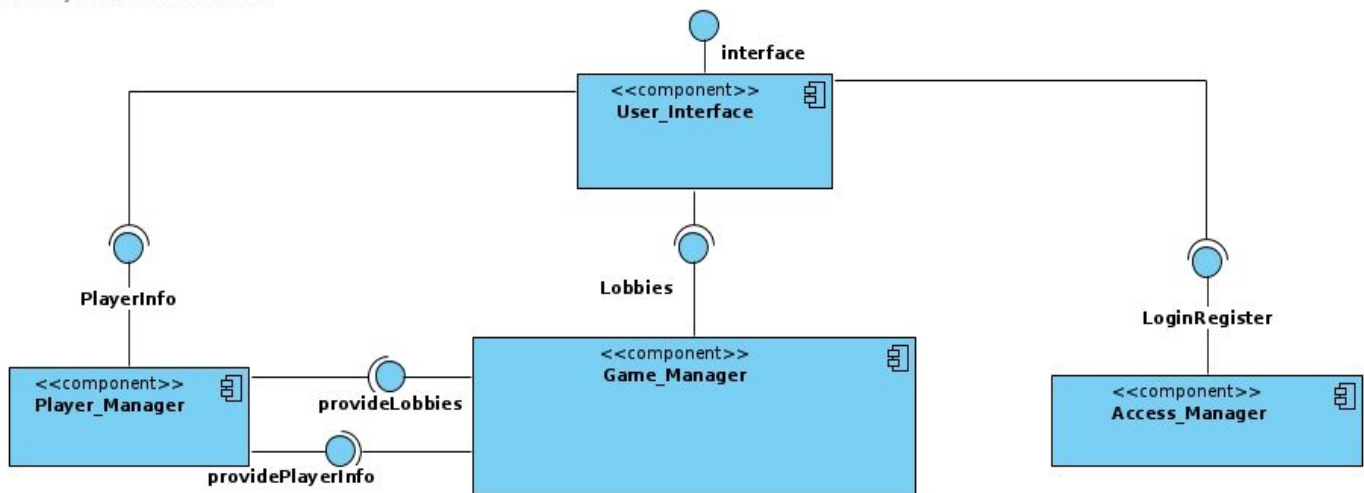 interface
<<component>>
User_Interface
PlayerInfo
Lobbies
LoginRegister
<<component>>
Player_Manager
provideLobbies
providePlayerInfo
<<component>>
Game_Manager
<<component>>
Access_Manager